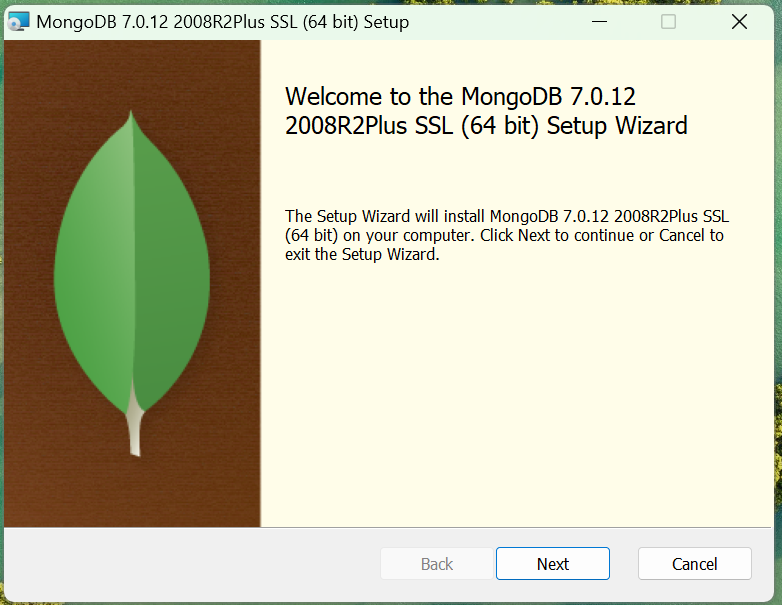 MongoDB 7.0.12 2008R2Plus SSL (64 bit) Setup
Welcome to the MongoDB 7.0.12
2008R2Plus SSL (64 bit) Setup Wizard
The Setup Wizard will install MongoDB 7.0.12 2008R2Plus SSL
(64 bit) on your computer. Click Next to continue or Cancel to
exit the Setup Wizard.
Back Next Cancel